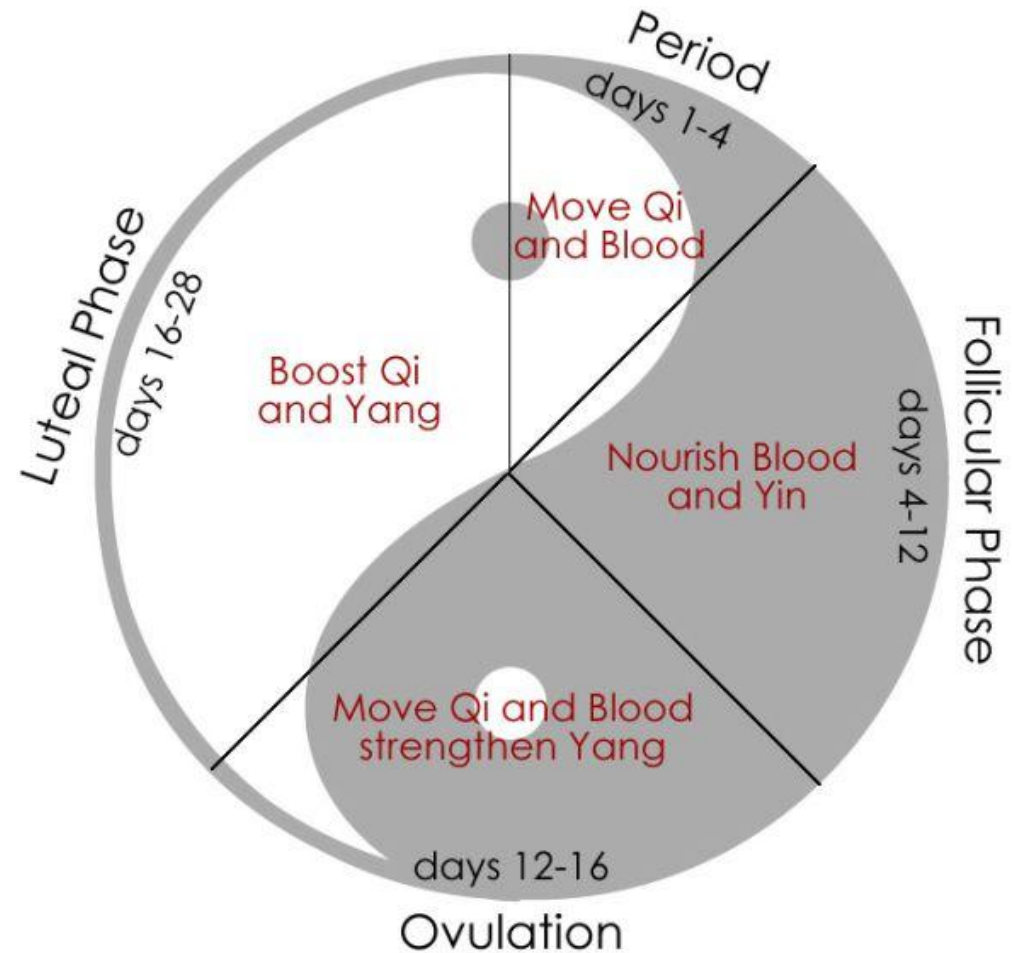 Period
days 1-4
Move Qi
and Blood
Follicular Phase
days 4-12
Nourish Blood
and Yin
Move Qi and Blood
strengthen Yang
days 12-16
Ovulation
Luteal Phase
days 16-28
Boost Qi
and Yang